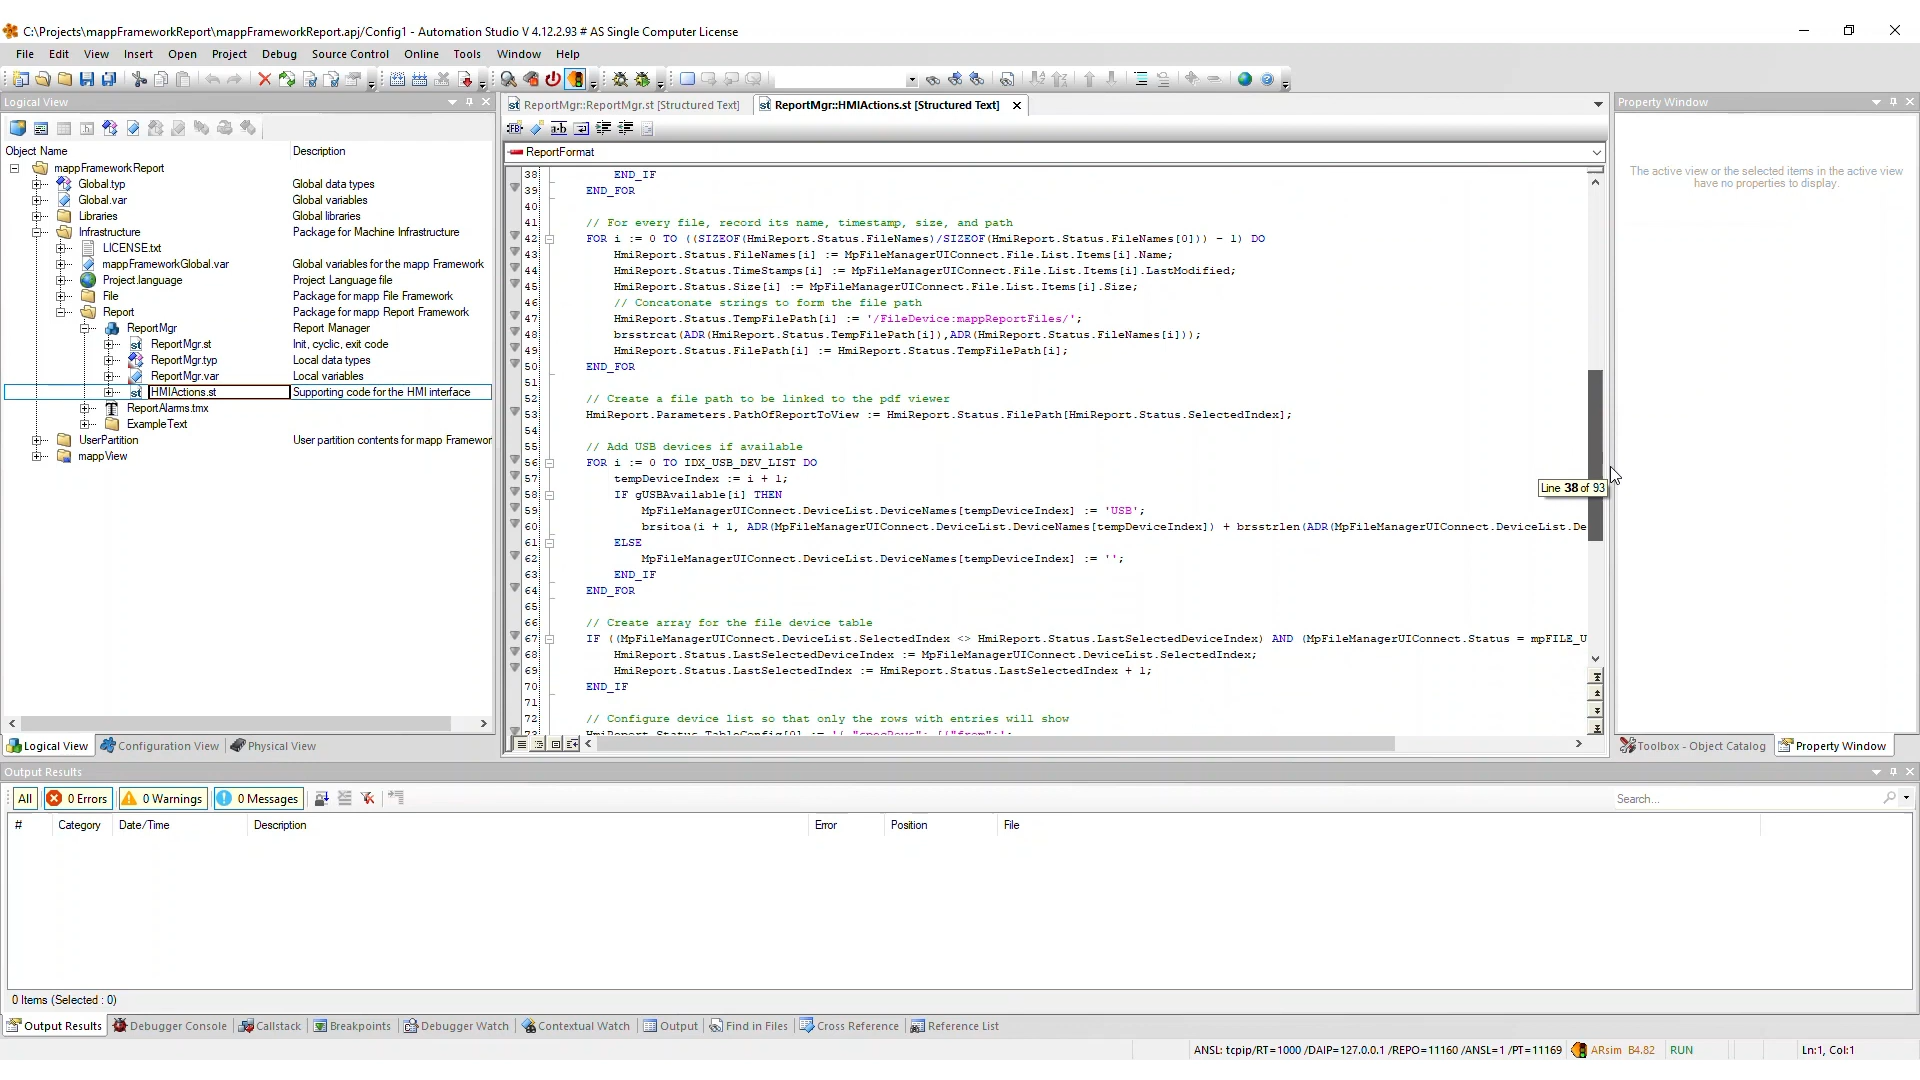 C:\Projects\mappFrameworkReport\mappFrameworkReport.apj/Config1 - Automation Studio V 4.12.2.93 # AS Single Computer License
File Edit View Insert Open Project Debug Source Control Online Tools Window Help
Logical View
ReportMgr::ReportMgr.st [Structured Text]
ReportMgr::HMIActions.st [Structured Text]
Property Window
ReportFormat
Object Name Description
mappFrameworkReport
Global.typ Global data types
Global.var Global variables
Libraries Global libraries
Infrastructure Package for Machine Infrastructure
LICENSE.txt
mappFrameworkGlobal.var Global variables for the mapp Framework
Project.language Project Language file
File Package for mapp File Framework
Report Package for mapp Report Framework
ReportMgr Report Manager
ReportMgr.st Init, cyclic, exit code
ReportMgr.typ Local data types
ReportMgr.var Local variables
HMIActions.st Supporting code for the HMI interface
ReportAlarms.tmx
ExampleText
UserPartition User partition contents for mapp Framewor
mappView
38 END_IF
39 END_FOR
40
41 // For every file, record its name, timestamp, size, and path
42 FOR i := 0 TO ((SIZEOF(HmiReport.Status.FileNames)/SIZEOF(HmiReport.Status.FileNames[0])) - 1) DO
43 HmiReport.Status.FileNames[i] := MpFileManagerUIConnect.File.List.Items[i].Name;
44 HmiReport.Status.TimeStamps[i] := MpFileManagerUIConnect.File.List.Items[i].LastModified;
45 HmiReport.Status.Size[i] := MpFileManagerUIConnect.File.List.Items[i].Size;
46 // Concatonate strings to form the file path
47 HmiReport.Status.TempFilePath[i] := '/FileDevice:mappReportFiles/';
48 brsstrcat(ADR(HmiReport.Status.TempFilePath[i]),ADR(HmiReport.Status.FileNames[i]));
49 HmiReport.Status.FilePath[i] := HmiReport.Status.TempFilePath[i];
50 END_FOR
51
52 // Create a file path to be linked to the pdf viewer
53 HmiReport.Parameters.PathOfReportToView := HmiReport.Status.FilePath[HmiReport.Status.SelectedIndex];
54
55 // Add USB devices if available
56 FOR i := 0 TO IDX_USB_DEV_LIST DO
57 tempDeviceIndex := i + 1;
58 IF gUSBAvailable[i] THEN
59 MpFileManagerUIConnect.DeviceList.DeviceNames[tempDeviceIndex] := 'USB';
60 brsitoa(i + 1, ADR(MpFileManagerUIConnect.DeviceList.DeviceNames[tempDeviceIndex]) + brsstrlen(ADR(MpFileManagerUIConnect.DeviceList.De
61 ELSE
62 MpFileManagerUIConnect.DeviceList.DeviceNames[tempDeviceIndex] := '';
63 END_IF
64 END_FOR
65
66 // Create array for the file device table
67 IF ((MpFileManagerUIConnect.DeviceList.SelectedIndex <> HmiReport.Status.LastSelectedDeviceIndex) AND (MpFileManagerUIConnect.Status = mpFILE_U
68 HmiReport.Status.LastSelectedDeviceIndex := MpFileManagerUIConnect.DeviceList.SelectedIndex;
69 HmiReport.Status.LastSelectedIndex := HmiReport.Status.LastSelectedIndex + 1;
70 END_IF
71
72 // Configure device list so that only the rows with entries will show
73 HmiReport.Status.TableConfig[0] := '{ "specRows": [{"from":';
Line 38 of 93
The active view or the selected items in the active view
have no properties to display.
Logical View Configuration View Physical View
Toolbox - Object Catalog Property Window
Output Results
All 0 Errors 0 Warnings 0 Messages
Search...
# Category Date/Time Description Error Position File
0 Items (Selected : 0)
Output Results Debugger Console Callstack Breakpoints Debugger Watch Contextual Watch Output Find in Files Cross Reference Reference List
ANSL: tcpip/RT=1000 /DAIP=127.0.0.1 /REPO=11160 /ANSL=1 /PT=11169 ARsim B4.82 RUN Ln:1, Col:1